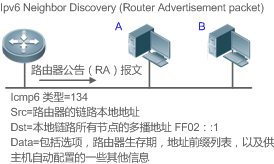 Ipv6 Neighbor Discovery (Router Advertisement packet)
A
B
路由器公告（RA）报文
Icmp6 类型=134
Src=路由器的链路本地地址
Dst=本地链路所有节点的多播地址 FF02：:1
Data=包括选项，路由器生存期，地址前缀列表，以及供
主机自动配置的一些其他信息